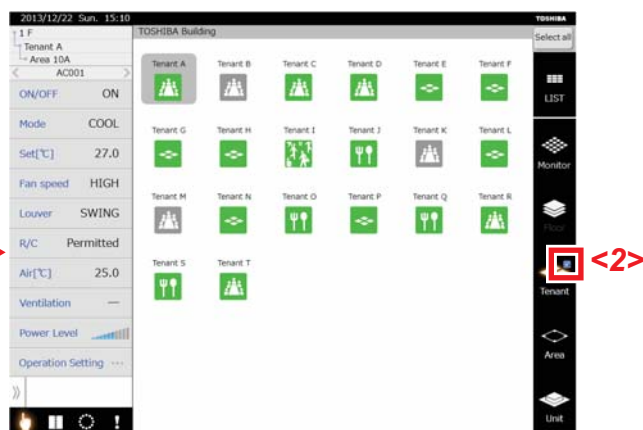 2013/12/22 Sun. 15:10
TOSHIBA
1 F
Tenant A
Area 10A
< AC001 >
ON/OFF ON
Mode COOL
Set[℃] 27.0
Fan speed HIGH
Louver SWING
R/C Permitted
Air[℃] 25.0
Ventilation —
Power Level
Operation Setting ···
»
!
TOSHIBA Building
Tenant A Tenant B Tenant C Tenant D Tenant E Tenant F
Tenant G Tenant H Tenant I Tenant J Tenant K Tenant L
Tenant M Tenant N Tenant O Tenant P Tenant Q Tenant R
Tenant S Tenant T
Select all
LIST
Monitor
Floor
Tenant
Area
Unit
<2>